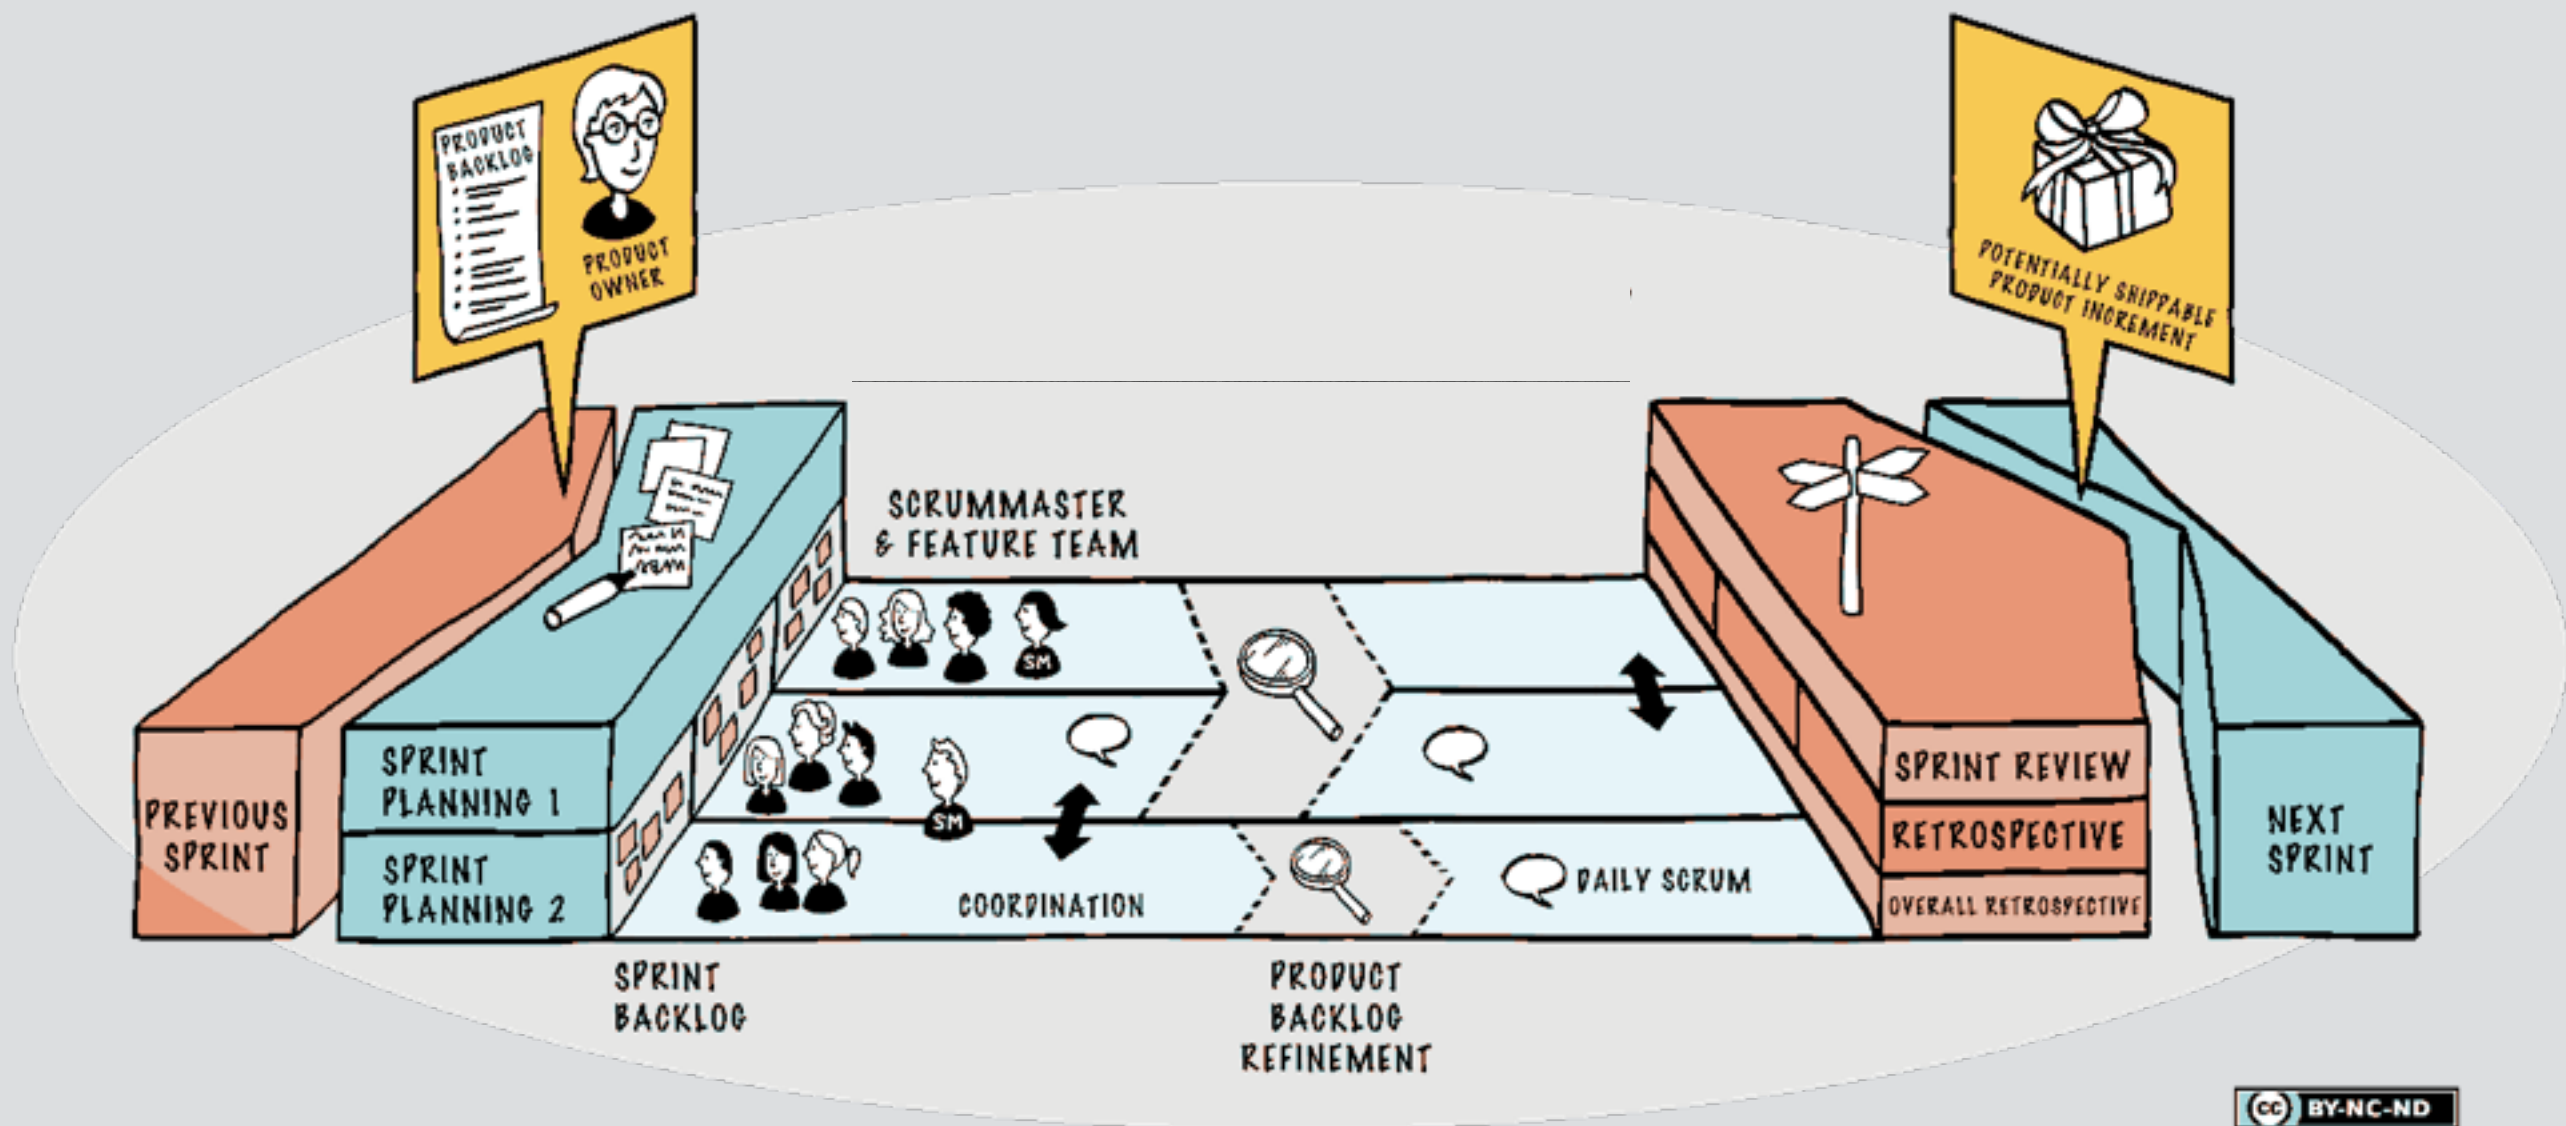 PRODUCT
BACKLOG
PRODUCT
OWNER
POTENTIALLY SHIPPABLE
PRODUCT INCREMENT
SCRUMMASTER
& FEATURE TEAM
SM
SM
PREVIOUS
SPRINT
SPRINT
PLANNING 1
SPRINT
PLANNING 2
COORDINATION
DAILY SCRUM
SPRINT REVIEW
RETROSPECTIVE
OVERALL RETROSPECTIVE
NEXT
SPRINT
SPRINT
BACKLOG
PRODUCT
BACKLOG
REFINEMENT
cc BY-NC-ND